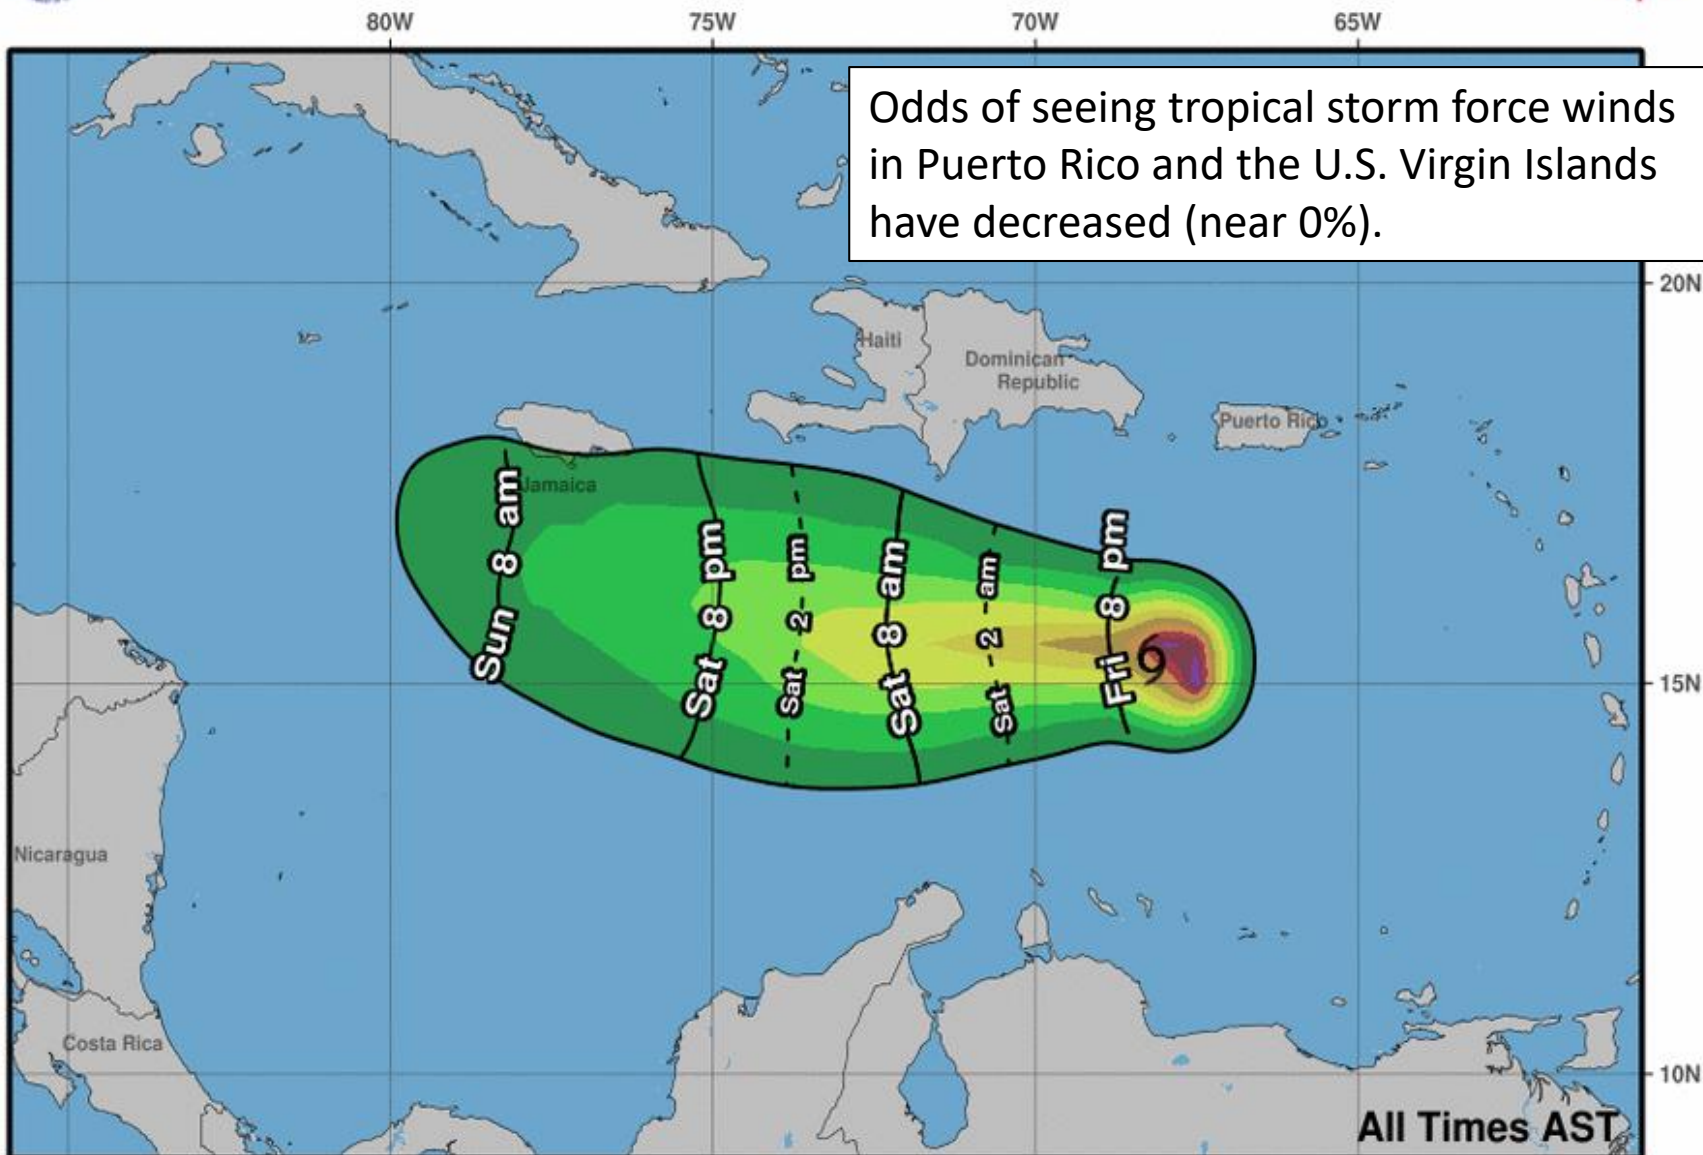 80W 75W 70W 65W
Odds of seeing tropical storm force winds
in Puerto Rico and the U.S. Virgin Islands
have decreased (near 0%).
20N
Haiti
Dominican
Republic
Puerto Rico
Jamaica
Sun 8 am
Sat 8 pm
Sat 2 pm
Sat 8 am
Sat 2 am
Fri 8 pm
15N
Nicaragua
Costa Rica
10N
All Times AST